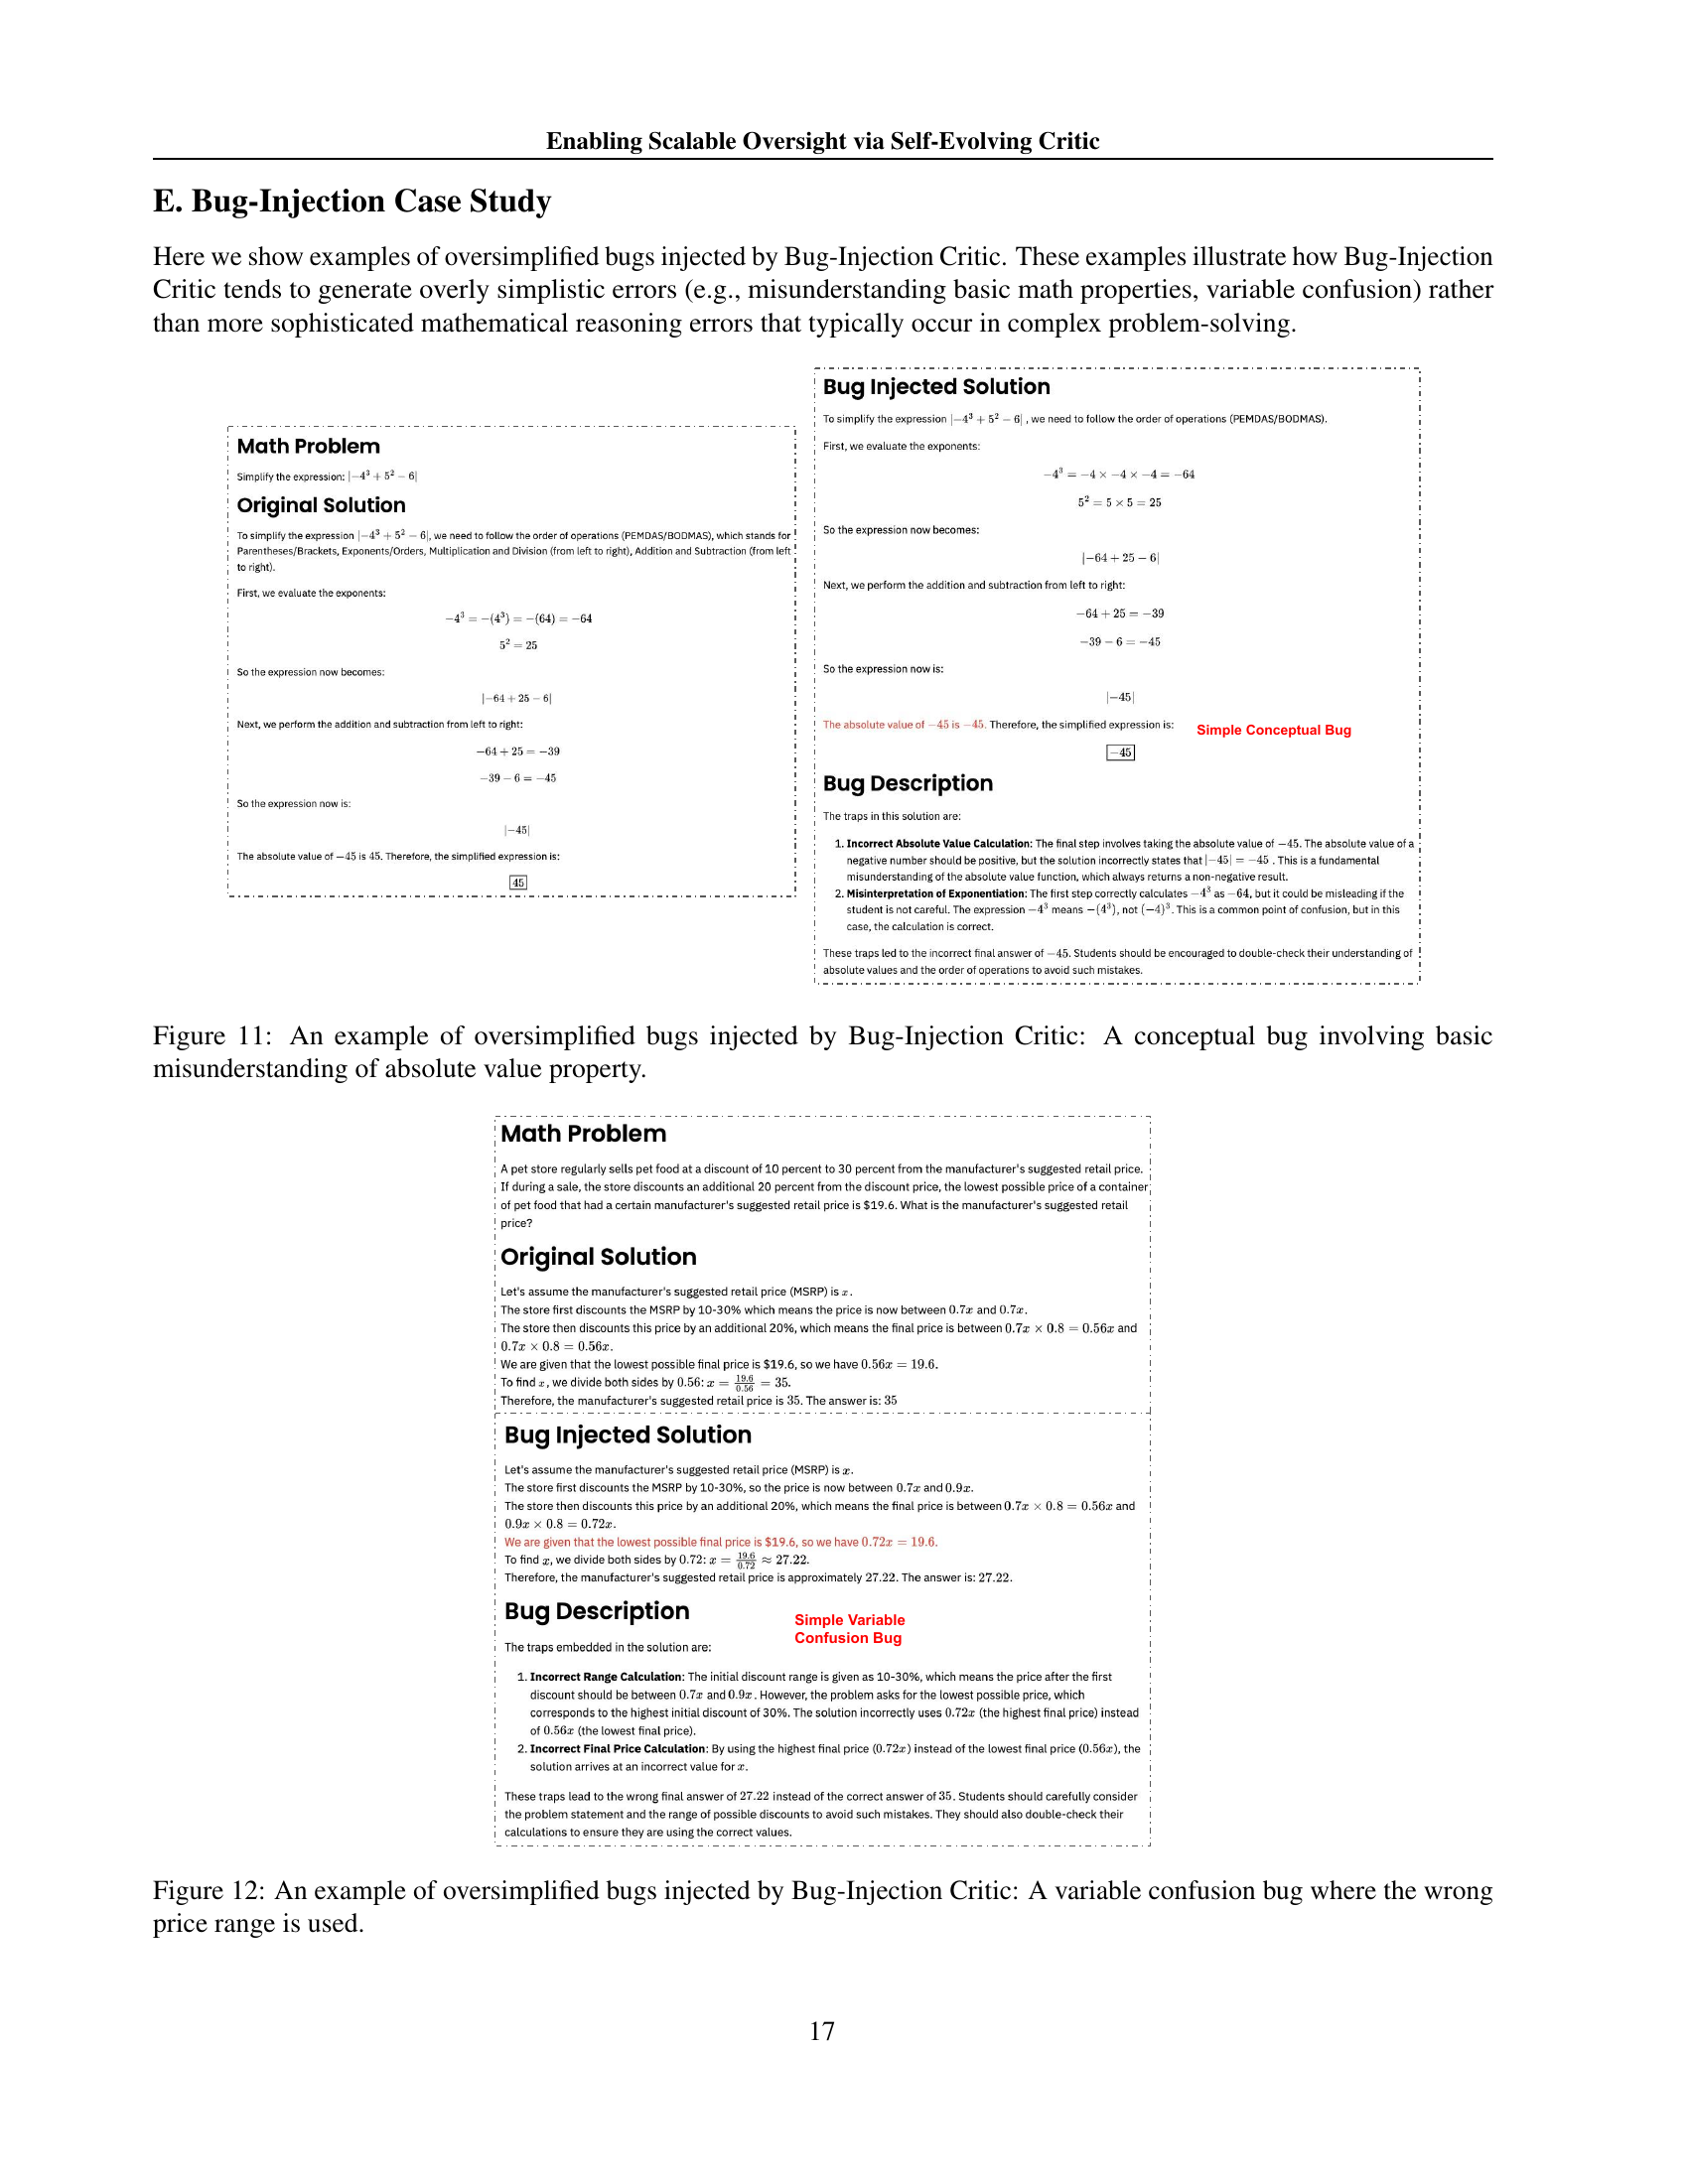 Enabling Scalable Oversight via Self-Evolving Critic
E. Bug-Injection Case Study
Here we show examples of oversimplified bugs injected by Bug-Injection Critic. These examples illustrate how Bug-Injection
Critic tends to generate overly simplistic errors (e.g., misunderstanding basic math properties, variable confusion) rather
than more sophisticated mathematical reasoning errors that typically occur in complex problem-solving.
Math Problem
Simplify the expression: |−4³ + 5² − 6|
Original Solution
To simplify the expression |−4³ + 5² − 6|, we need to follow the order of operations (PEMDAS/BODMAS), which stands for
Parentheses/Brackets, Exponents/Orders, Multiplication and Division (from left to right), Addition and Subtraction (from left
to right).
First, we evaluate the exponents:
−4³ = −(4³) = −(64) = −64
5² = 25
So the expression now becomes:
|−64 + 25 − 6|
Next, we perform the addition and subtraction from left to right:
−64 + 25 = −39
−39 − 6 = −45
So the expression now is:
|−45|
The absolute value of −45 is 45. Therefore, the simplified expression is:
45
Bug Injected Solution
To simplify the expression |−4³ + 5² − 6| , we need to follow the order of operations (PEMDAS/BODMAS).
First, we evaluate the exponents:
−4³ = −4 × −4 × −4 = −64
5² = 5 × 5 = 25
So the expression now becomes:
|−64 + 25 − 6|
Next, we perform the addition and subtraction from left to right:
−64 + 25 = −39
−39 − 6 = −45
So the expression now is:
|−45|
The absolute value of −45 is −45. Therefore, the simplified expression is: Simple Conceptual Bug
−45
Bug Description
The traps in this solution are:
1. Incorrect Absolute Value Calculation: The final step involves taking the absolute value of −45. The absolute value of a
negative number should be positive, but the solution incorrectly states that |−45| = −45 . This is a fundamental
misunderstanding of the absolute value function, which always returns a non-negative result.
2. Misinterpretation of Exponentiation: The first step correctly calculates −4³ as −64, but it could be misleading if the
student is not careful. The expression −4³ means −(4³), not (−4)³. This is a common point of confusion, but in this
case, the calculation is correct.
These traps led to the incorrect final answer of −45. Students should be encouraged to double-check their understanding of
absolute values and the order of operations to avoid such mistakes.
Figure 11: An example of oversimplified bugs injected by Bug-Injection Critic: A conceptual bug involving basic
misunderstanding of absolute value property.
Math Problem
A pet store regularly sells pet food at a discount of 10 percent to 30 percent from the manufacturer's suggested retail price.
If during a sale, the store discounts an additional 20 percent from the discount price, the lowest possible price of a container
of pet food that had a certain manufacturer's suggested retail price is $19.6. What is the manufacturer's suggested retail
price?
Original Solution
Let's assume the manufacturer's suggested retail price (MSRP) is x.
The store first discounts the MSRP by 10-30% which means the price is now between 0.7x and 0.7x.
The store then discounts this price by an additional 20%, which means the final price is between 0.7x × 0.8 = 0.56x and
0.7x × 0.8 = 0.56x.
We are given that the lowest possible final price is $19.6, so we have 0.56x = 19.6.
To find x, we divide both sides by 0.56: x = 19.6/0.56 = 35.
Therefore, the manufacturer's suggested retail price is 35. The answer is: 35
Bug Injected Solution
Let's assume the manufacturer's suggested retail price (MSRP) is x.
The store first discounts the MSRP by 10-30%, so the price is now between 0.7x and 0.9x.
The store then discounts this price by an additional 20%, which means the final price is between 0.7x × 0.8 = 0.56x and
0.9x × 0.8 = 0.72x.
We are given that the lowest possible final price is $19.6, so we have 0.72x = 19.6.
To find x, we divide both sides by 0.72: x = 19.6/0.72 ≈ 27.22.
Therefore, the manufacturer's suggested retail price is approximately 27.22. The answer is: 27.22.
Bug Description
Simple Variable
Confusion Bug
The traps embedded in the solution are:
1. Incorrect Range Calculation: The initial discount range is given as 10-30%, which means the price after the first
discount should be between 0.7x and 0.9x. However, the problem asks for the lowest possible price, which
corresponds to the highest initial discount of 30%. The solution incorrectly uses 0.72x (the highest final price) instead
of 0.56x (the lowest final price).
2. Incorrect Final Price Calculation: By using the highest final price (0.72x) instead of the lowest final price (0.56x), the
solution arrives at an incorrect value for x.
These traps lead to the wrong final answer of 27.22 instead of the correct answer of 35. Students should carefully consider
the problem statement and the range of possible discounts to avoid such mistakes. They should also double-check their
calculations to ensure they are using the correct values.
Figure 12: An example of oversimplified bugs injected by Bug-Injection Critic: A variable confusion bug where the wrong
price range is used.
17